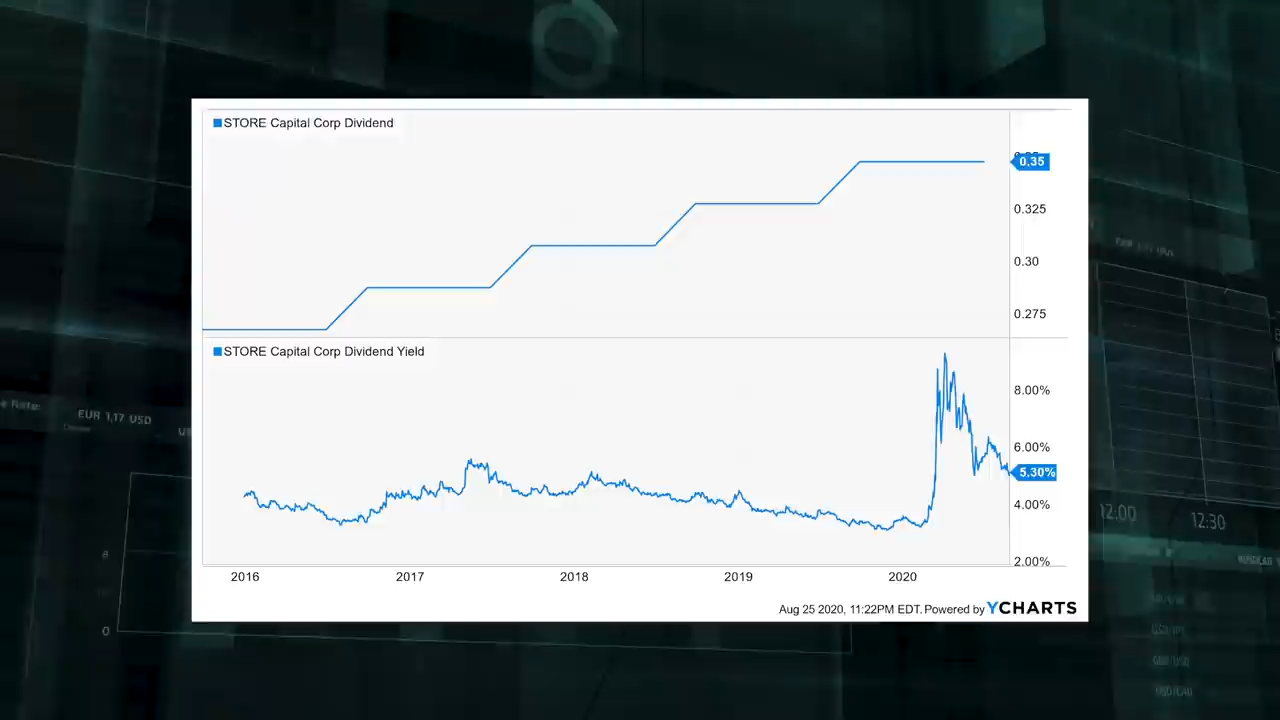 STORE Capital Corp Dividend
0.35
0.325
0.30
0.275
STORE Capital Corp Dividend Yield
8.00%
6.00%
5.30%
4.00%
2.00%
2016 2017 2018 2019 2020
Aug 25 2020, 11:22PM EDT. Powered by YCHARTS
EUR 1,17 USD
12:00 12:30
0